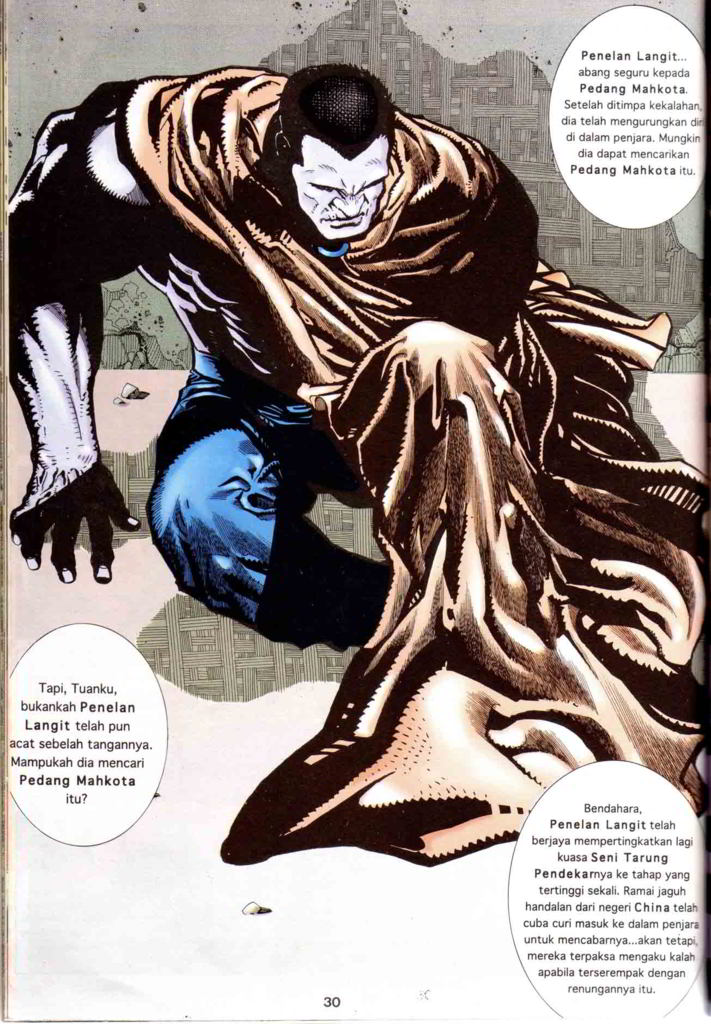 Penelan Langit...
abang seguru kepada
Pedang Mahkota.
Setelah ditimpa kekalahan,
dia telah mengurungkan
di dalam penjara. Mungkin
dia dapat mencarikan
Pedang Mahkota itu.
Tapi, Tuanku,
bukankah Penelan
Langit telah pun
acat sebelah tangannya.
Mampukah dia mencari
Pedang Mahkota
itu?
Bendahara,
Penelan Langit telah
berjaya mempertingkatkan lagi
kuasa Seni Tarung
Pendekarnya ke tahap yang
tertinggi sekali. Ramai jaguh
handalan dari negeri China telah
cuba curi masuk ke dalam penjara
untuk mencabarnya...akan tetapi,
mereka terpaksa mengaku kalah
apabila terserempak dengan
renungannya itu.
30